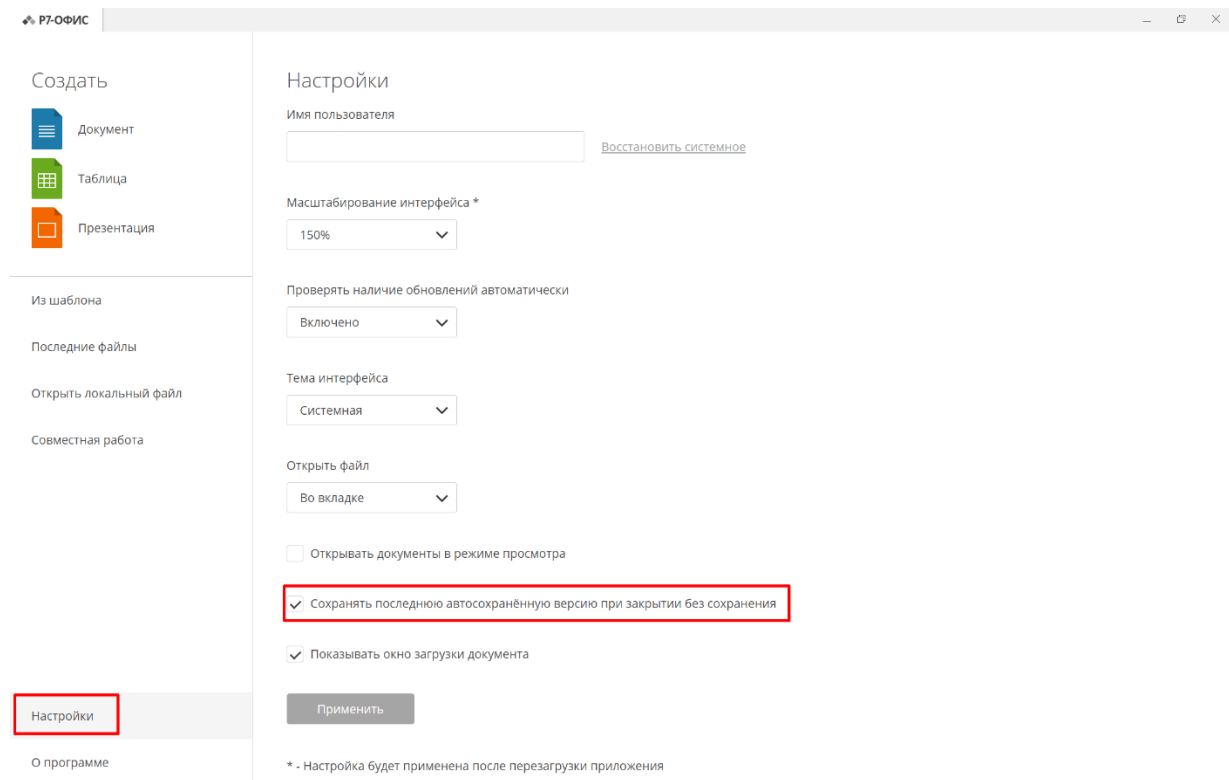 Р7-ОФИС
Создать
Документ
Таблица
Презентация
Из шаблона
Последние файлы
Открыть локальный файл
Совместная работа
Настройки
О программе
Настройки
Имя пользователя
Восстановить системное
Масштабирование интерфейса *
150%
Проверять наличие обновлений автоматически
Включено
Тема интерфейса
Системная
Открыть файл
Во вкладке
Открывать документы в режиме просмотра
Сохранять последнюю автосохранённую версию при закрытии без сохранения
Показывать окно загрузки документа
Применить
* - Настройка будет применена после перезагрузки приложения